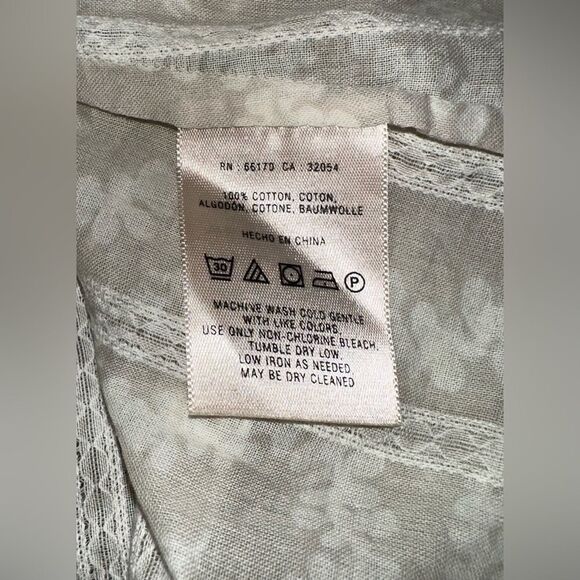 RN : 66170 CA : 32054
100% COTTON, COTON,
ALGODÓN, COTONE, BAUMWOLLE
HECHO EN CHINA
30 P
MACHINE WASH COLD GENTLE
WITH LIKE COLORS.
USE ONLY NON-CHLORINE BLEACH.
TUMBLE DRY LOW.
LOW IRON AS NEEDED
MAY BE DRY CLEANED